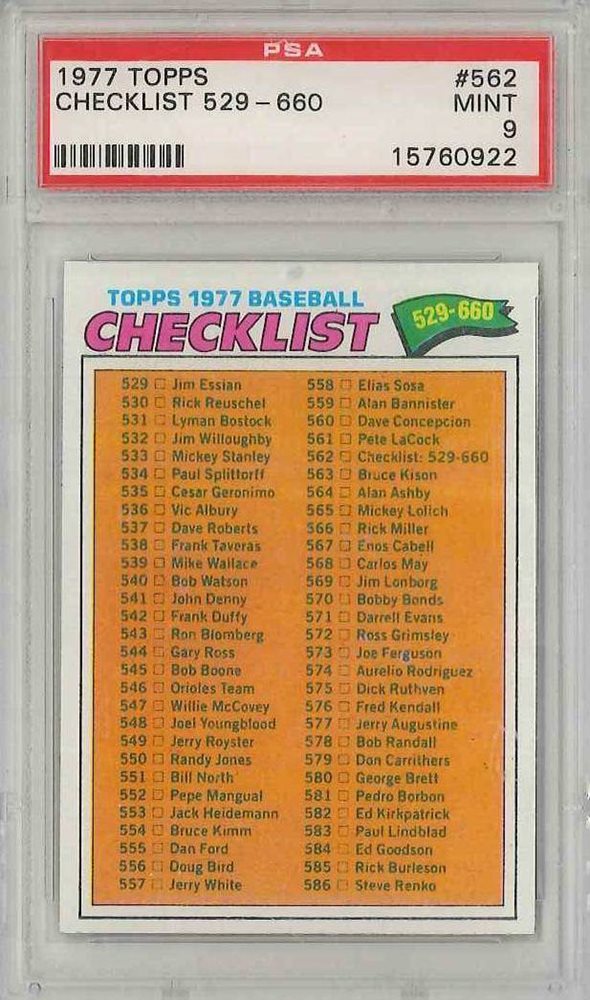 PSA
1977 TOPPS #562
CHECKLIST 529 – 660 MINT
9
15760922
TOPPS 1977 BASEBALL
CHECKLIST
529-660
529 Jim Essian
530 Rick Reuschel
531 Lyman Bostock
532 Jim Willoughby
533 Mickey Stanley
534 Paul Splittorff
535 Cesar Geronimo
536 Vic Albury
537 Dave Roberts
538 Frank Taveras
539 Mike Wallace
540 Bob Watson
541 John Denny
542 Frank Duffy
543 Ron Blomberg
544 Gary Ross
545 Bob Boone
546 Orioles Team
547 Willie McCovey
548 Joel Youngblood
549 Jerry Royster
550 Randy Jones
551 Bill North
552 Pepe Mangual
553 Jack Heidemann
554 Bruce Kimm
555 Dan Ford
556 Doug Bird
557 Jerry White
558 Elias Sosa
559 Alan Bannister
560 Dave Concepcion
561 Pete LaCock
562 Checklist: 529-660
563 Bruce Kison
564 Alan Ashby
565 Mickey Lolich
566 Rick Miller
567 Enos Cabell
568 Carlos May
569 Jim Lonborg
570 Bobby Bonds
571 Darrell Evans
572 Ross Grimsley
573 Joe Ferguson
574 Aurelio Rodriguez
575 Dick Ruthven
576 Fred Kendall
577 Jerry Augustine
578 Bob Randall
579 Don Carrithers
580 George Brett
581 Pedro Borbon
582 Ed Kirkpatrick
583 Paul Lindblad
584 Ed Goodson
585 Rick Burleson
586 Steve Renko